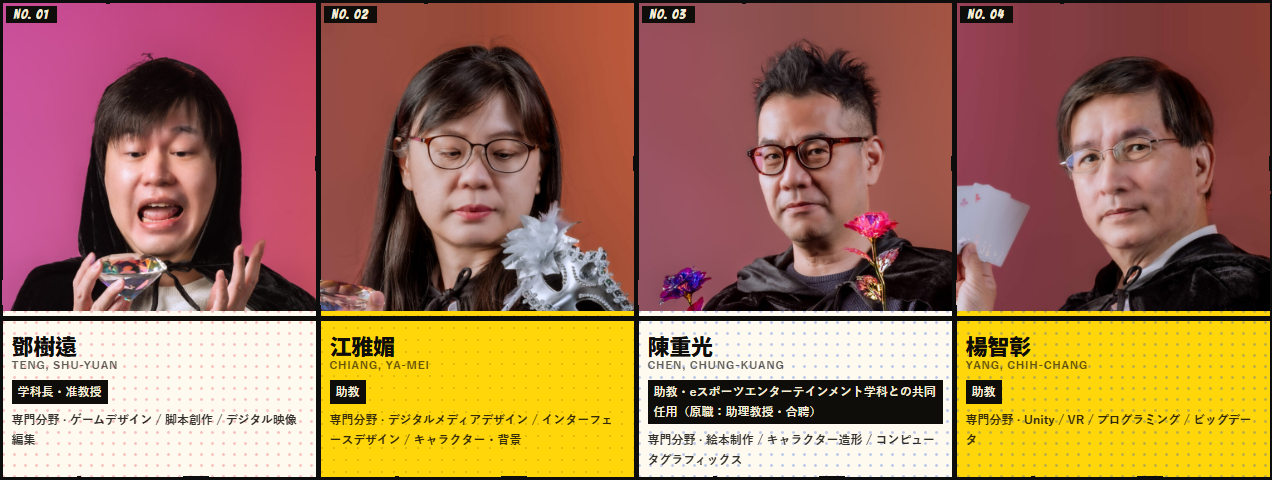 NO. 01
鄧樹遠
TENG, SHU-YUAN
学科長・准教授
専門分野・ゲームデザイン / 脚本創作 / デジタル映像
編集
NO. 02
江雅媚
CHIANG, YA-MEI
助教
専門分野・デジタルメディアデザイン / インターフェ
ースデザイン / キャラクター・背景
NO. 03
陳重光
CHEN, CHUNG-KUANG
助教・eスポーツエンターテインメント学科との共同
任用（原職：助理教授・合聘）
専門分野・絵本制作 / キャラクター造形 / コンピュー
タグラフィックス
NO. 04
楊智彰
YANG, CHIH-CHANG
助教
専門分野・Unity / VR / プログラミング / ビッグデー
タ